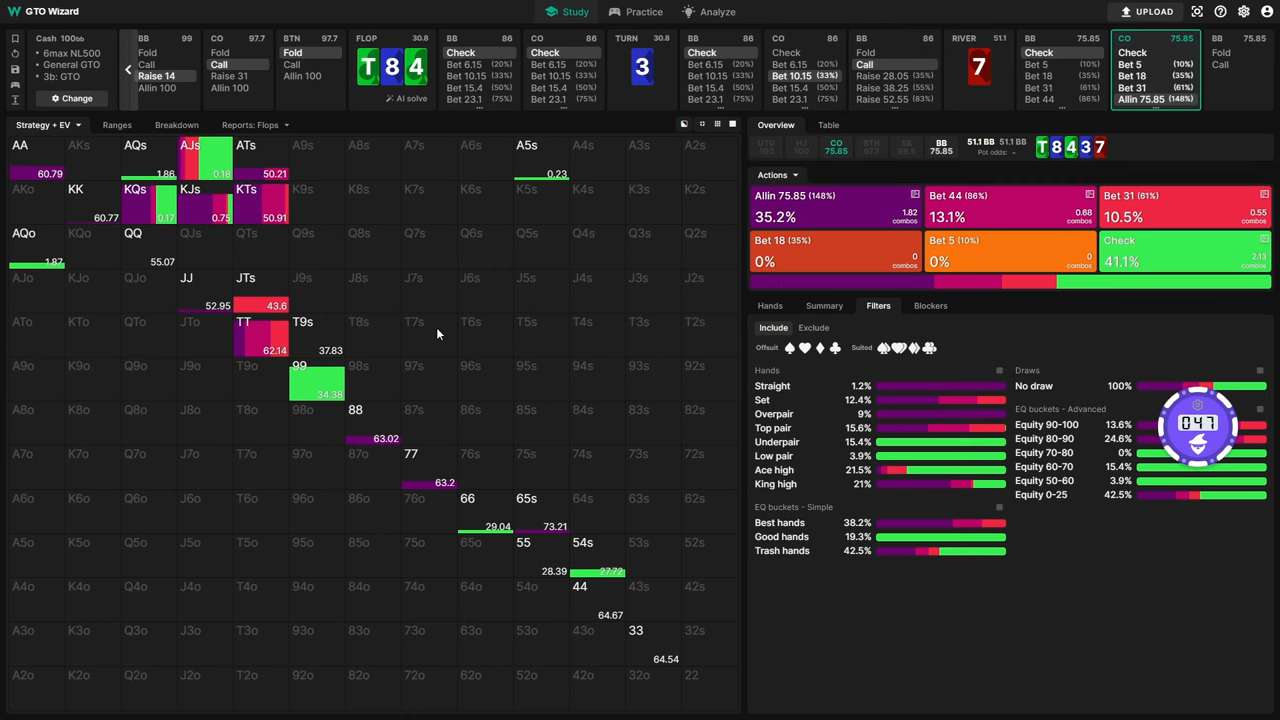 W GTO Wizard
Study
Practice
Analyze
UPLOAD
Cash 100bb
6max NL500
General GTO
3b: GTO
Change
BB 99
Fold
Call
Raise 14
Allin 100
CO 97.7
Fold
Call
Raise 31
Allin 100
BTN 97.7
Fold
Call
Allin 100
FLOP 30.8
T 8 4
AI solve
BB 86
Check
Bet 6.15 (20%)
Bet 10.15 (33%)
Bet 15.4 (50%)
Bet 23.1 (75%)
CO 86
Check
Bet 6.15 (20%)
Bet 10.15 (33%)
Bet 15.4 (50%)
Bet 23.1 (75%)
TURN 30.8
3
BB 86
Check
Bet 6.15 (20%)
Bet 10.15 (33%)
Bet 15.4 (50%)
Bet 23.1 (75%)
CO 86
Check
Bet 6.15 (20%)
Bet 10.15 (33%)
Bet 15.4 (50%)
Bet 23.1 (75%)
BB 86
Fold
Call
Raise 28.05 (33%)
Raise 38.25 (55%)
Raise 52.55 (83%)
RIVER 51.1
7
BB 75.85
Check
Bet 5 (10%)
Bet 18 (35%)
Bet 31 (61%)
Bet 44 (86%)
CO 75.85
Check
Bet 5 (10%)
Bet 18 (35%)
Bet 31 (61%)
Allin 75.85 (148%)
BB 75.85
Fold
Call
Strategy + EV
Ranges
Breakdown
Reports: Flops
AA 60.79 AKs AQs 1.86 AJs 0.18 ATs 50.21 A9s A8s A7s A6s A5s 0.23 A4s A3s A2s
AKo KK 60.77 KQs 0.17 KJs 0.75 KTs 50.91 K9s K8s K7s K6s K5s K4s K3s K2s
AQo 1.87 KQo QQ 55.07 QJs QTs Q9s Q8s Q7s Q6s Q5s Q4s Q3s Q2s
AJo KJo QJo JJ 52.95 JTs 43.6 J9s J8s J7s J6s J5s J4s J3s J2s
ATo KTo QTo JTo TT 62.14 T9s 37.83 T8s T7s T6s T5s T4s T3s T2s
A9o K9o Q9o J9o T9o 99 34.38 98s 97s 96s 95s 94s 93s 92s
A8o K8o Q8o J8o T8o 98o 88 63.02 87s 86s 85s 84s 83s 82s
A7o K7o Q7o J7o T7o 97o 87o 77 63.2 76s 75s 74s 73s 72s
A6o K6o Q6o J6o T6o 96o 86o 76o 66 29.04 65s 73.21 64s 63s 62s
A5o K5o Q5o J5o T5o 95o 85o 75o 65o 55 28.39 54s 27.72 53s 52s
A4o K4o Q4o J4o T4o 94o 84o 74o 64o 54o 44 64.67 43s 42s
A3o K3o Q3o J3o T3o 93o 83o 73o 63o 53o 43o 33 64.54 32s
A2o K2o Q2o J2o T2o 92o 82o 72o 62o 52o 42o 32o 22
Overview
Table
UTG 100
HJ 100
CO 75.85
BTN 97.7
SB 99.5
BB 75.85
51.1 BB 51.1 BB
Pot odds: -
T 8 4 3 7
Actions
Allin 75.85 (148%)
35.2%
1.82 combos
Bet 44 (86%)
13.1%
0.68 combos
Bet 31 (61%)
10.5%
0.55 combos
Bet 18 (35%)
0%
0 combos
Bet 5 (10%)
0%
0 combos
Check
41.1%
2.13 combos
Hands
Summary
Filters
Blockers
Include
Exclude
Offsuit
Suited
Hands
Straight 1.2%
Set 12.4%
Overpair 9%
Top pair 15.6%
Underpair 15.4%
Low pair 3.9%
Ace high 21.5%
King high 21%
EQ buckets - Simple
Best hands 38.2%
Good hands 19.3%
Trash hands 42.5%
Draws
No draw 100%
EQ buckets - Advanced
Equity 90-100 13.6%
Equity 80-90 24.6%
Equity 70-80 0%
Equity 60-70 15.4%
Equity 50-60 3.9%
Equity 0-25 42.5%
047